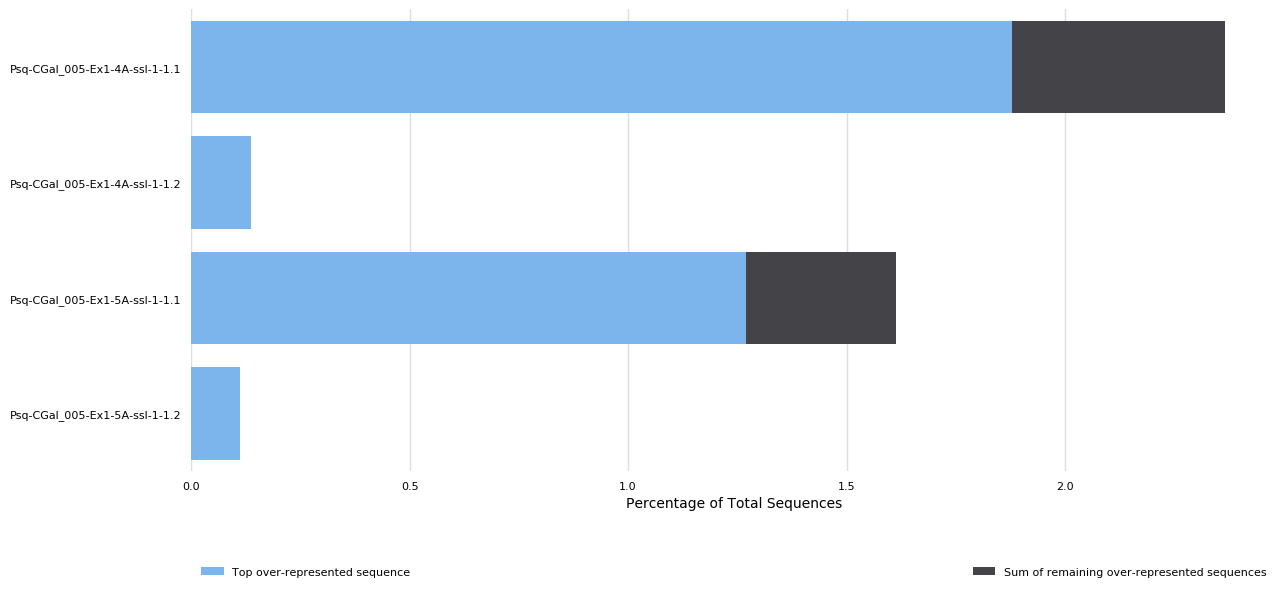 Psq-CGal_005-Ex1-4A-ssl-1-1.1
Psq-CGal_005-Ex1-4A-ssl-1-1.2
Psq-CGal_005-Ex1-5A-ssl-1-1.1
Psq-CGal_005-Ex1-5A-ssl-1-1.2
0.0 0.5 1.0 1.5 2.0
Percentage of Total Sequences
Top over-represented sequence Sum of remaining over-represented sequences